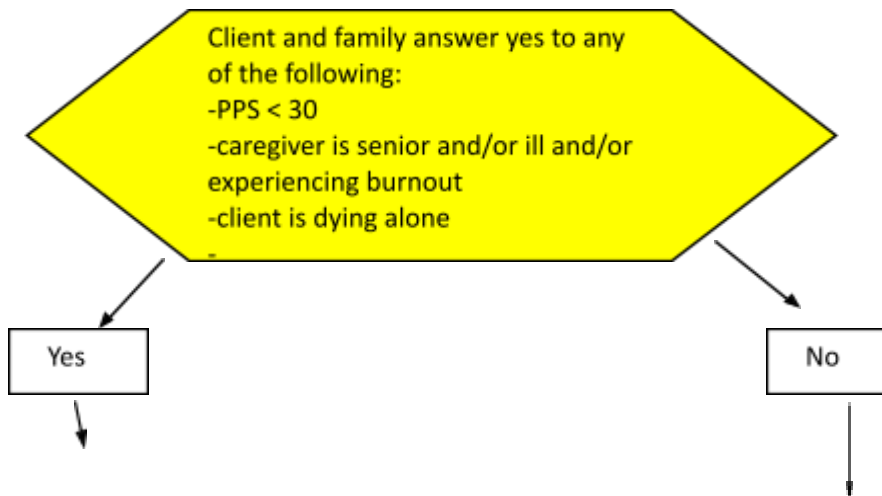 Client and family answer yes to any
of the following:
-PPS < 30
-caregiver is senior and/or ill and/or
experiencing burnout
-client is dying alone
-
Yes
No